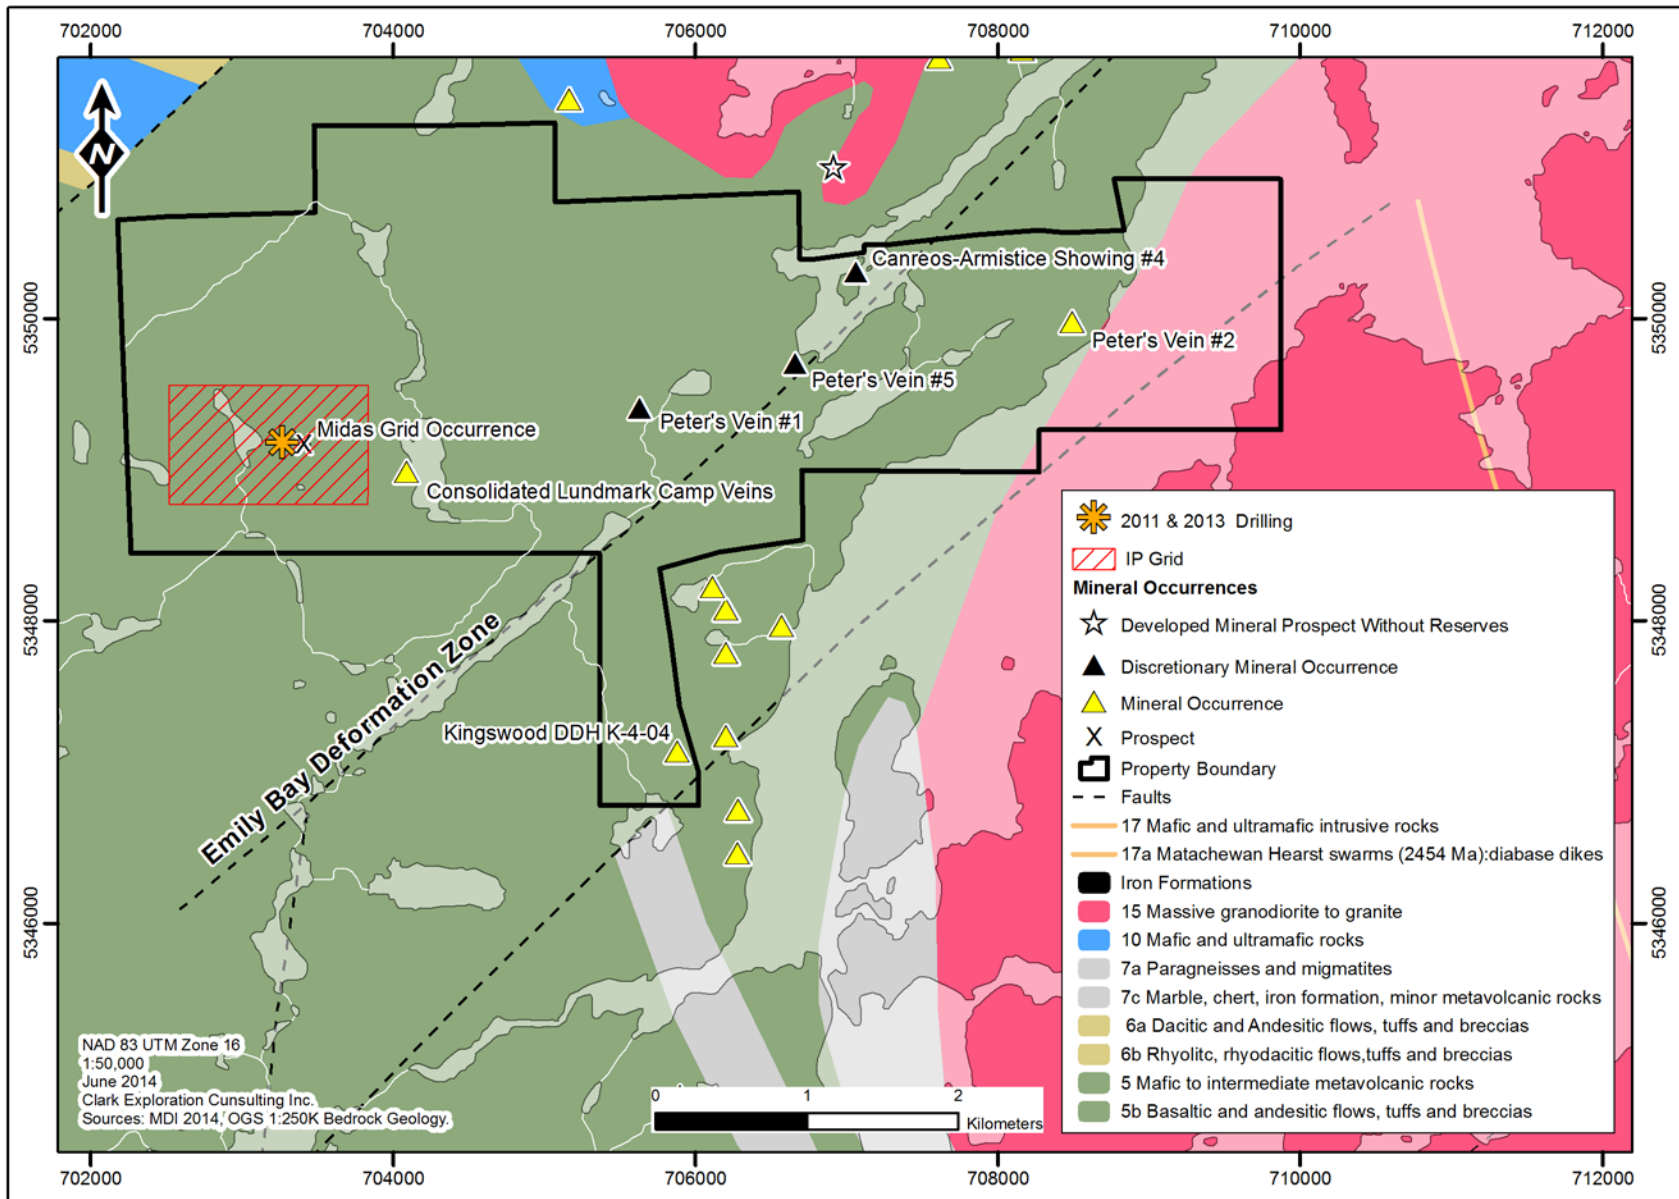 702000 704000 706000 708000 710000 712000
N
5350000 5350000
5348000 5348000
5346000 5346000
Canreos-Armistice Showing #4
Peter's Vein #2
Peter's Vein #5
Peter's Vein #1
Midas Grid Occurrence
Consolidated Lundmark Camp Veins
Emily Bay Deformation Zone
Kingswood DDH K-4-04
2011 & 2013 Drilling
IP Grid
Mineral Occurrences
Developed Mineral Prospect Without Reserves
Discretionary Mineral Occurrence
Mineral Occurrence
X Prospect
Property Boundary
Faults
17 Mafic and ultramafic intrusive rocks
17a Matachewan Hearst swarms (2454 Ma):diabase dikes
Iron Formations
15 Massive granodiorite to granite
10 Mafic and ultramafic rocks
7a Paragneisses and migmatites
7c Marble, chert, iron formation, minor metavolcanic rocks
6a Dacitic and Andesitic flows, tuffs and breccias
6b Rhyolitc, rhyodacitic flows,tuffs and breccias
5 Mafic to intermediate metavolcanic rocks
5b Basaltic and andesitic flows, tuffs and breccias
NAD 83 UTM Zone 16
1:50,000
June 2014
Clark Exploration Consulting Inc.
Sources: MDI 2014, OGS 1:250K Bedrock Geology.
0 1 2
Kilometers
702000 704000 706000 708000 710000 712000